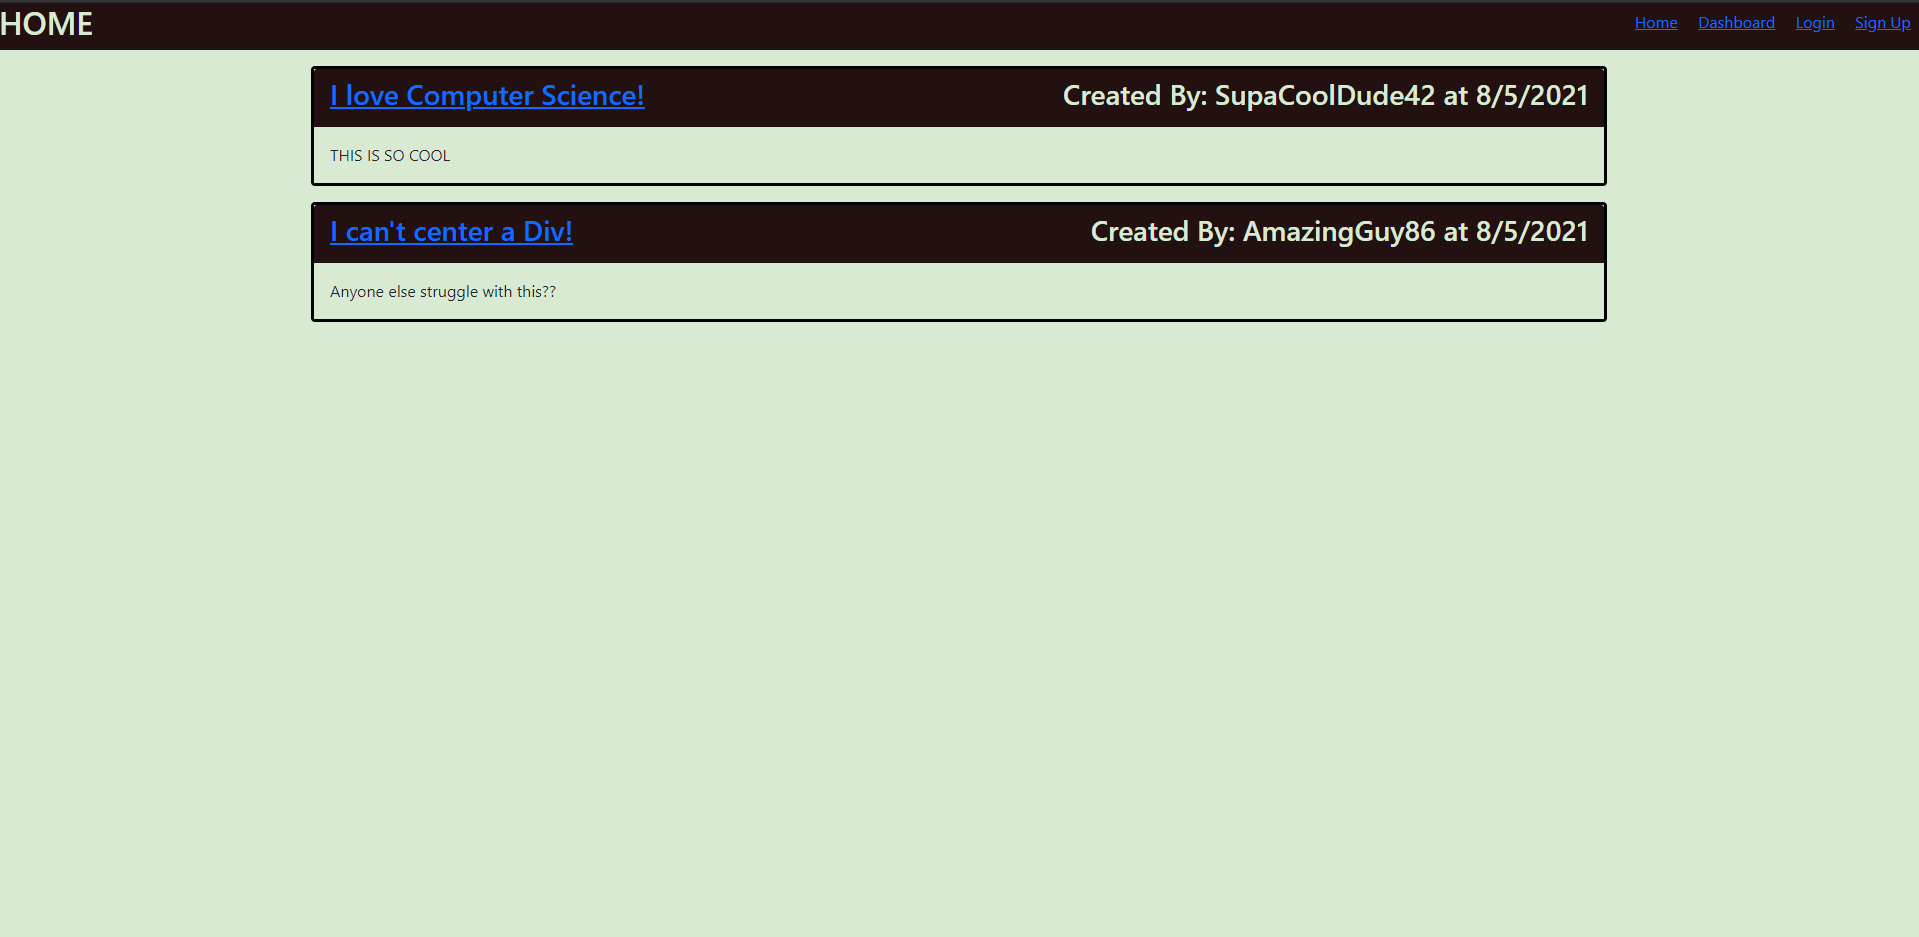 HOME Home Dashboard Login Sign Up
I love Computer Science! Created By: SupaCoolDude42 at 8/5/2021
THIS IS SO COOL
I can't center a Div! Created By: AmazingGuy86 at 8/5/2021
Anyone else struggle with this??